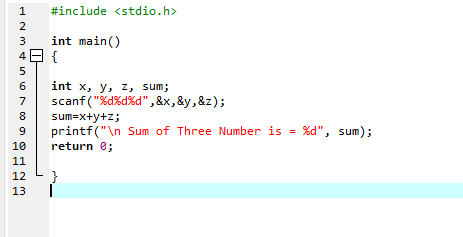 1 #include <stdio.h>
2
3 int main()
4 {
5
6 int x, y, z, sum;
7 scanf("%d%d%d",&x,&y,&z);
8 sum=x+y+z;
9 printf("\n Sum of Three Number is = %d", sum);
10 return 0;
11
12 }
13